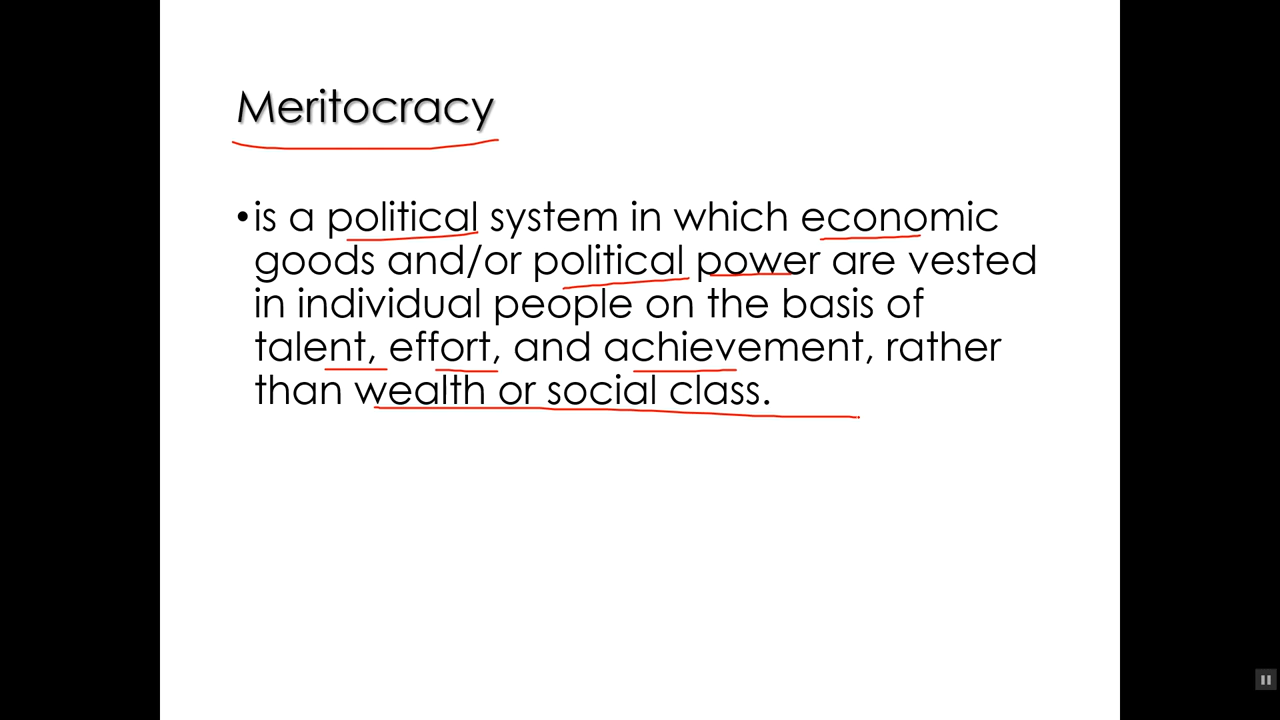 Meritocracy
•is a political system in which economic
goods and/or political power are vested
in individual people on the basis of
talent, effort, and achievement, rather
than wealth or social class.